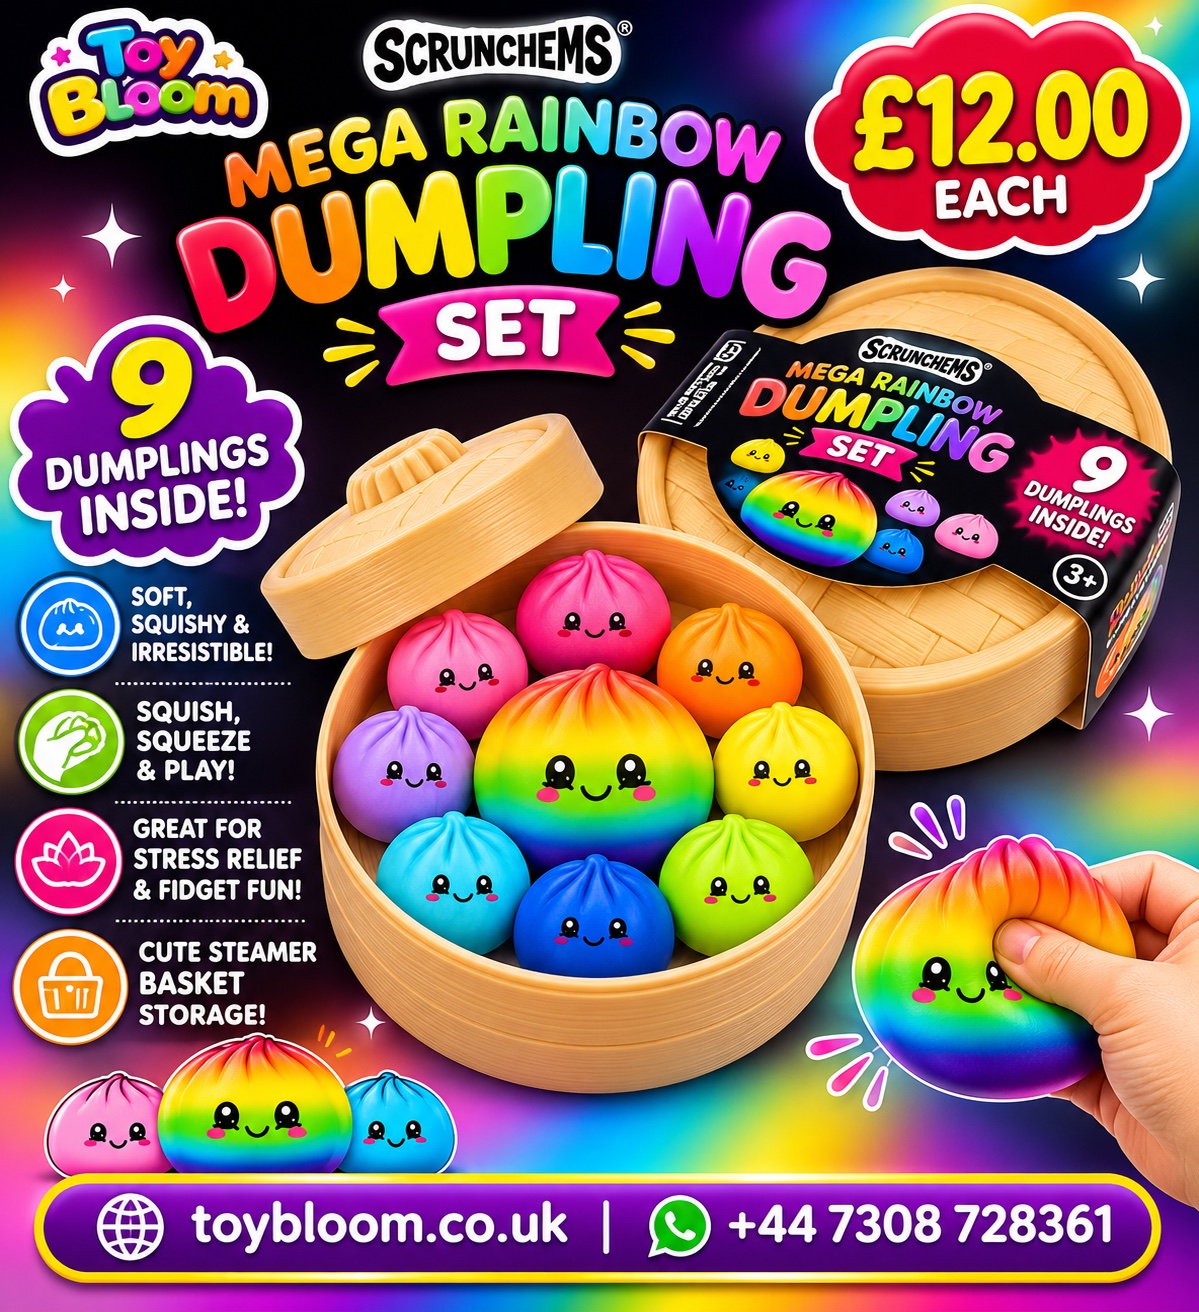 Toy
Bloom
SCRUNCHEMS®
MEGA RAINBOW
DUMPLING
SET
£12.00
EACH
9
DUMPLINGS
INSIDE!
SCRUNCHEMS®
MEGA RAINBOW
DUMPLING
SET
9
DUMPLINGS
INSIDE!
3+
SOFT,
SQUISHY &
IRRESISTIBLE!
SQUISH,
SQUEEZE
& PLAY!
GREAT FOR
STRESS RELIEF
& FIDGET FUN!
CUTE STEAMER
BASKET
STORAGE!
toybloom.co.uk | +44 7308 728361